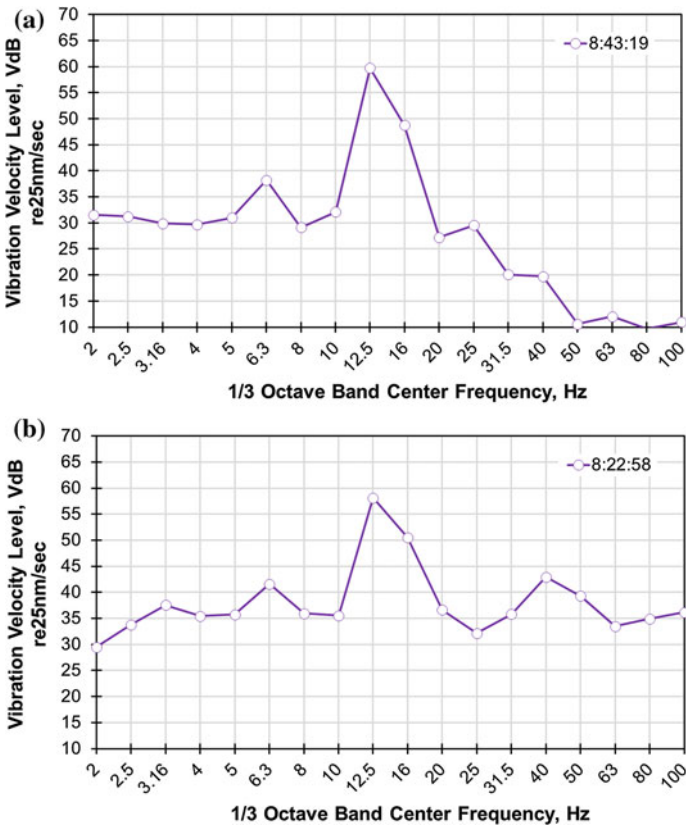 (a)
70
65
60
55
50
45
40
35
30
25
20
15
10
Vibration Velocity Level, VdB
re25nm/sec
8:43:19
2 2.5 3.16 4 5 6.3 8 10 12.5 16 20 25 31.5 40 50 63 80 100
1/3 Octave Band Center Frequency, Hz
(b)
70
65
60
55
50
45
40
35
30
25
20
15
10
Vibration Velocity Level, VdB
re25nm/sec
8:22:58
2 2.5 3.16 4 5 6.3 8 10 12.5 16 20 25 31.5 40 50 63 80 100
1/3 Octave Band Center Frequency, Hz